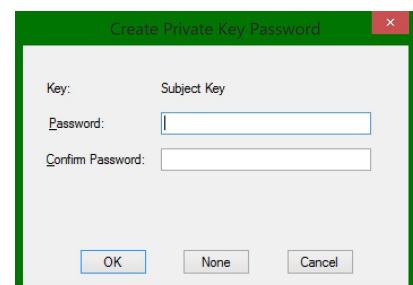 Create Private Key Password
Key: Subject Key
Password:
Confirm Password:
OK None Cancel